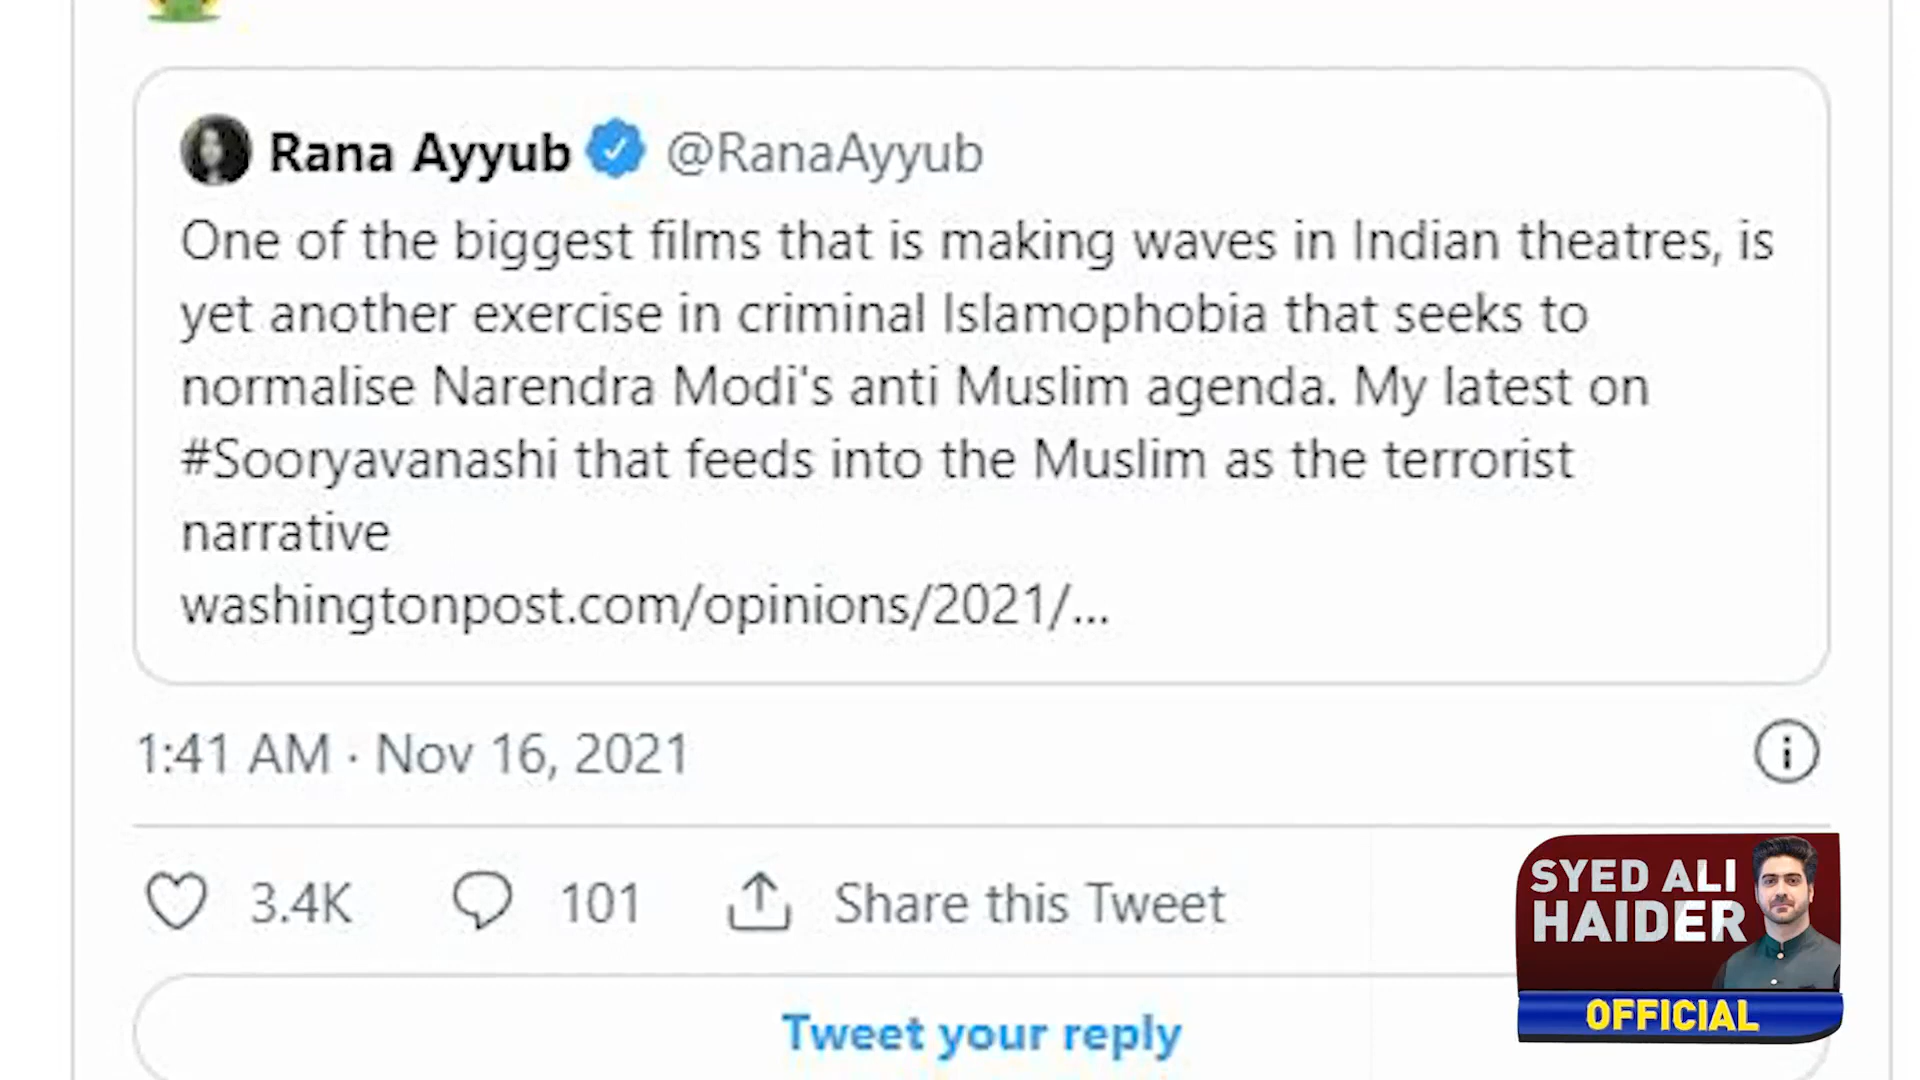 Rana Ayyub @RanaAyyub
One of the biggest films that is making waves in Indian theatres, is
yet another exercise in criminal Islamophobia that seeks to
normalise Narendra Modi's anti Muslim agenda. My latest on
#Sooryavanashi that feeds into the Muslim as the terrorist
narrative
washingtonpost.com/opinions/2021/...
1:41 AM · Nov 16, 2021
3.4K 101 Share this Tweet
Tweet your reply
SYED ALI
HAIDER
OFFICIAL